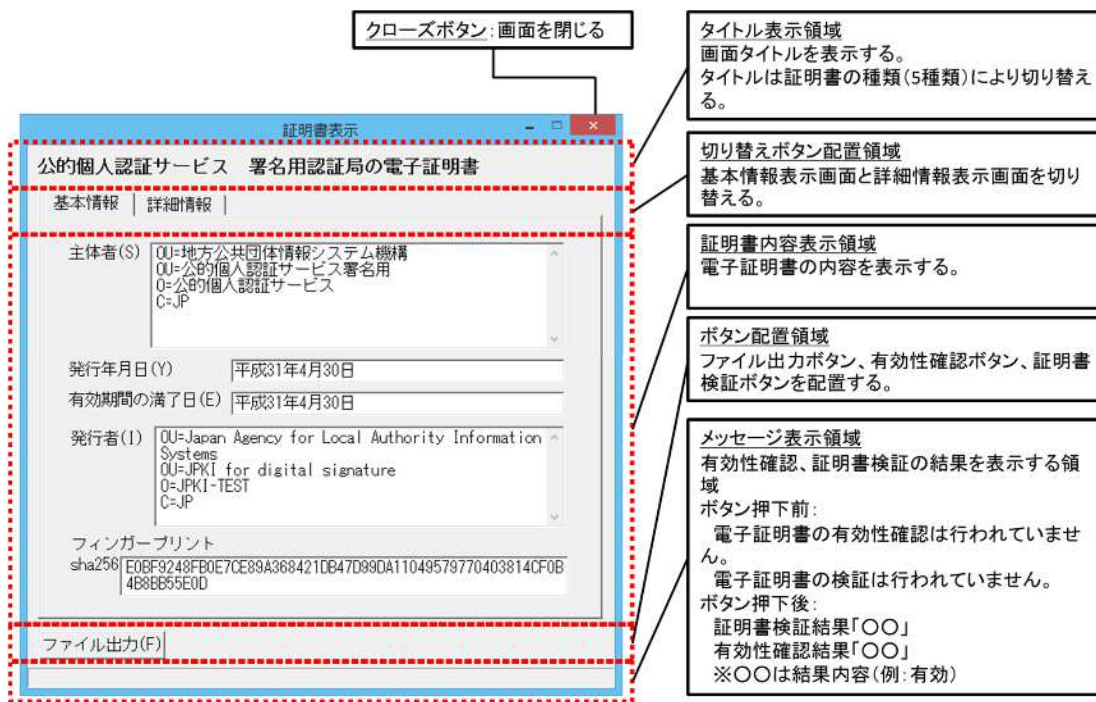 クローズボタン：画面を閉じる
タイトル表示領域
画面タイトルを表示する。
タイトルは証明書の種類（5種類）により切り替え
る。
証明書表示
公的個人認証サービス　署名用認証局の電子証明書
切り替えボタン配置領域
基本情報表示画面と詳細情報表示画面を切り
替える。
基本情報
詳細情報
主体者(S)
OU=地方公共団体情報システム機構
OU=公的個人認証サービス署名用
O=公的個人認証サービス
C=JP
証明書内容表示領域
電子証明書の内容を表示する。
発行年月日(Y)
平成31年4月30日
有効期間の満了日(E)
平成31年4月30日
ボタン配置領域
ファイル出力ボタン、有効性確認ボタン、証明書
検証ボタンを配置する。
発行者(I)
OU=Japan Agency for Local Authority Information
Systems
OU=JPKI for digital signature
O=JPKI-TEST
C=JP
フィンガープリント
sha256
E0BF9248FB0E7CE89A368421DB47D99DA11049579770403814CF0B
4B8BB55E0D
ファイル出力(F)
メッセージ表示領域
有効性確認、証明書検証の結果を表示する領
域
ボタン押下前：
電子証明書の有効性確認は行われていませ
ん。
電子証明書の検証は行われていません。
ボタン押下後：
証明書検証結果「〇〇」
有効性確認結果「〇〇」
※〇〇は結果内容（例：有効）